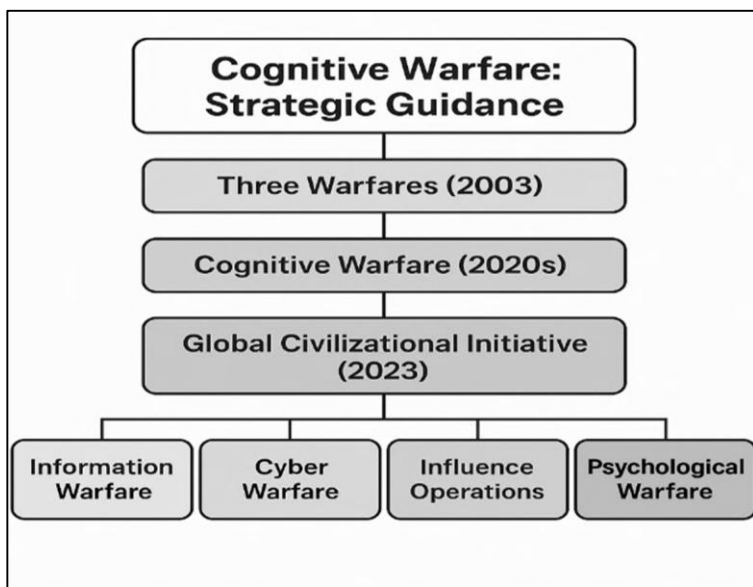 Cognitive Warfare:
Strategic Guidance
Three Warfares (2003)
Cognitive Warfare (2020s)
Global Civilizational Initiative
(2023)
Information
Warfare
Cyber
Warfare
Influence
Operations
Psychological
Warfare